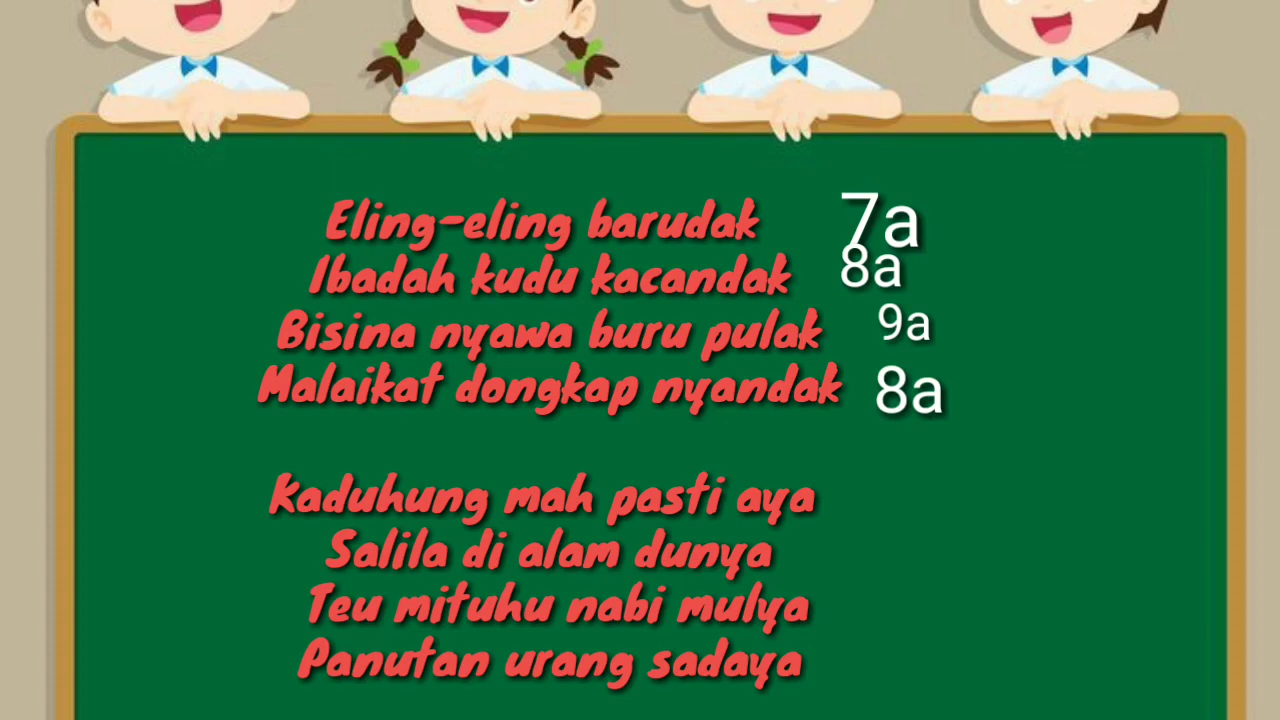 Eling-eling barudak 7a
Ibadah kudu kacandak 8a
Bisina nyawa buru pulak 9a
Malaikat dongkap nyandak 8a
Kaduhung mah pasti aya
Salila di alam dunya
Teu mituhu nabi mulya
Panutan urang sadaya